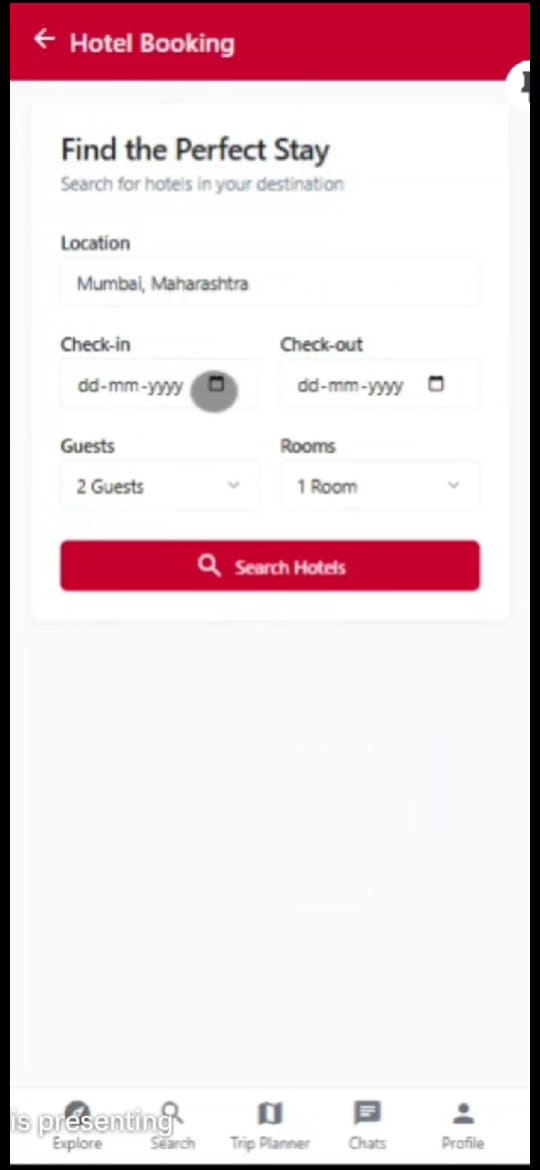 Hotel Booking
Find the Perfect Stay
Search for hotels in your destination
Location
Mumbai, Maharashtra
Check-in Check-out
dd-mm-yyyy dd-mm-yyyy
Guests Rooms
2 Guests 1 Room
Search Hotels
is presenting
Explore Search Trip Planner Chats Profile